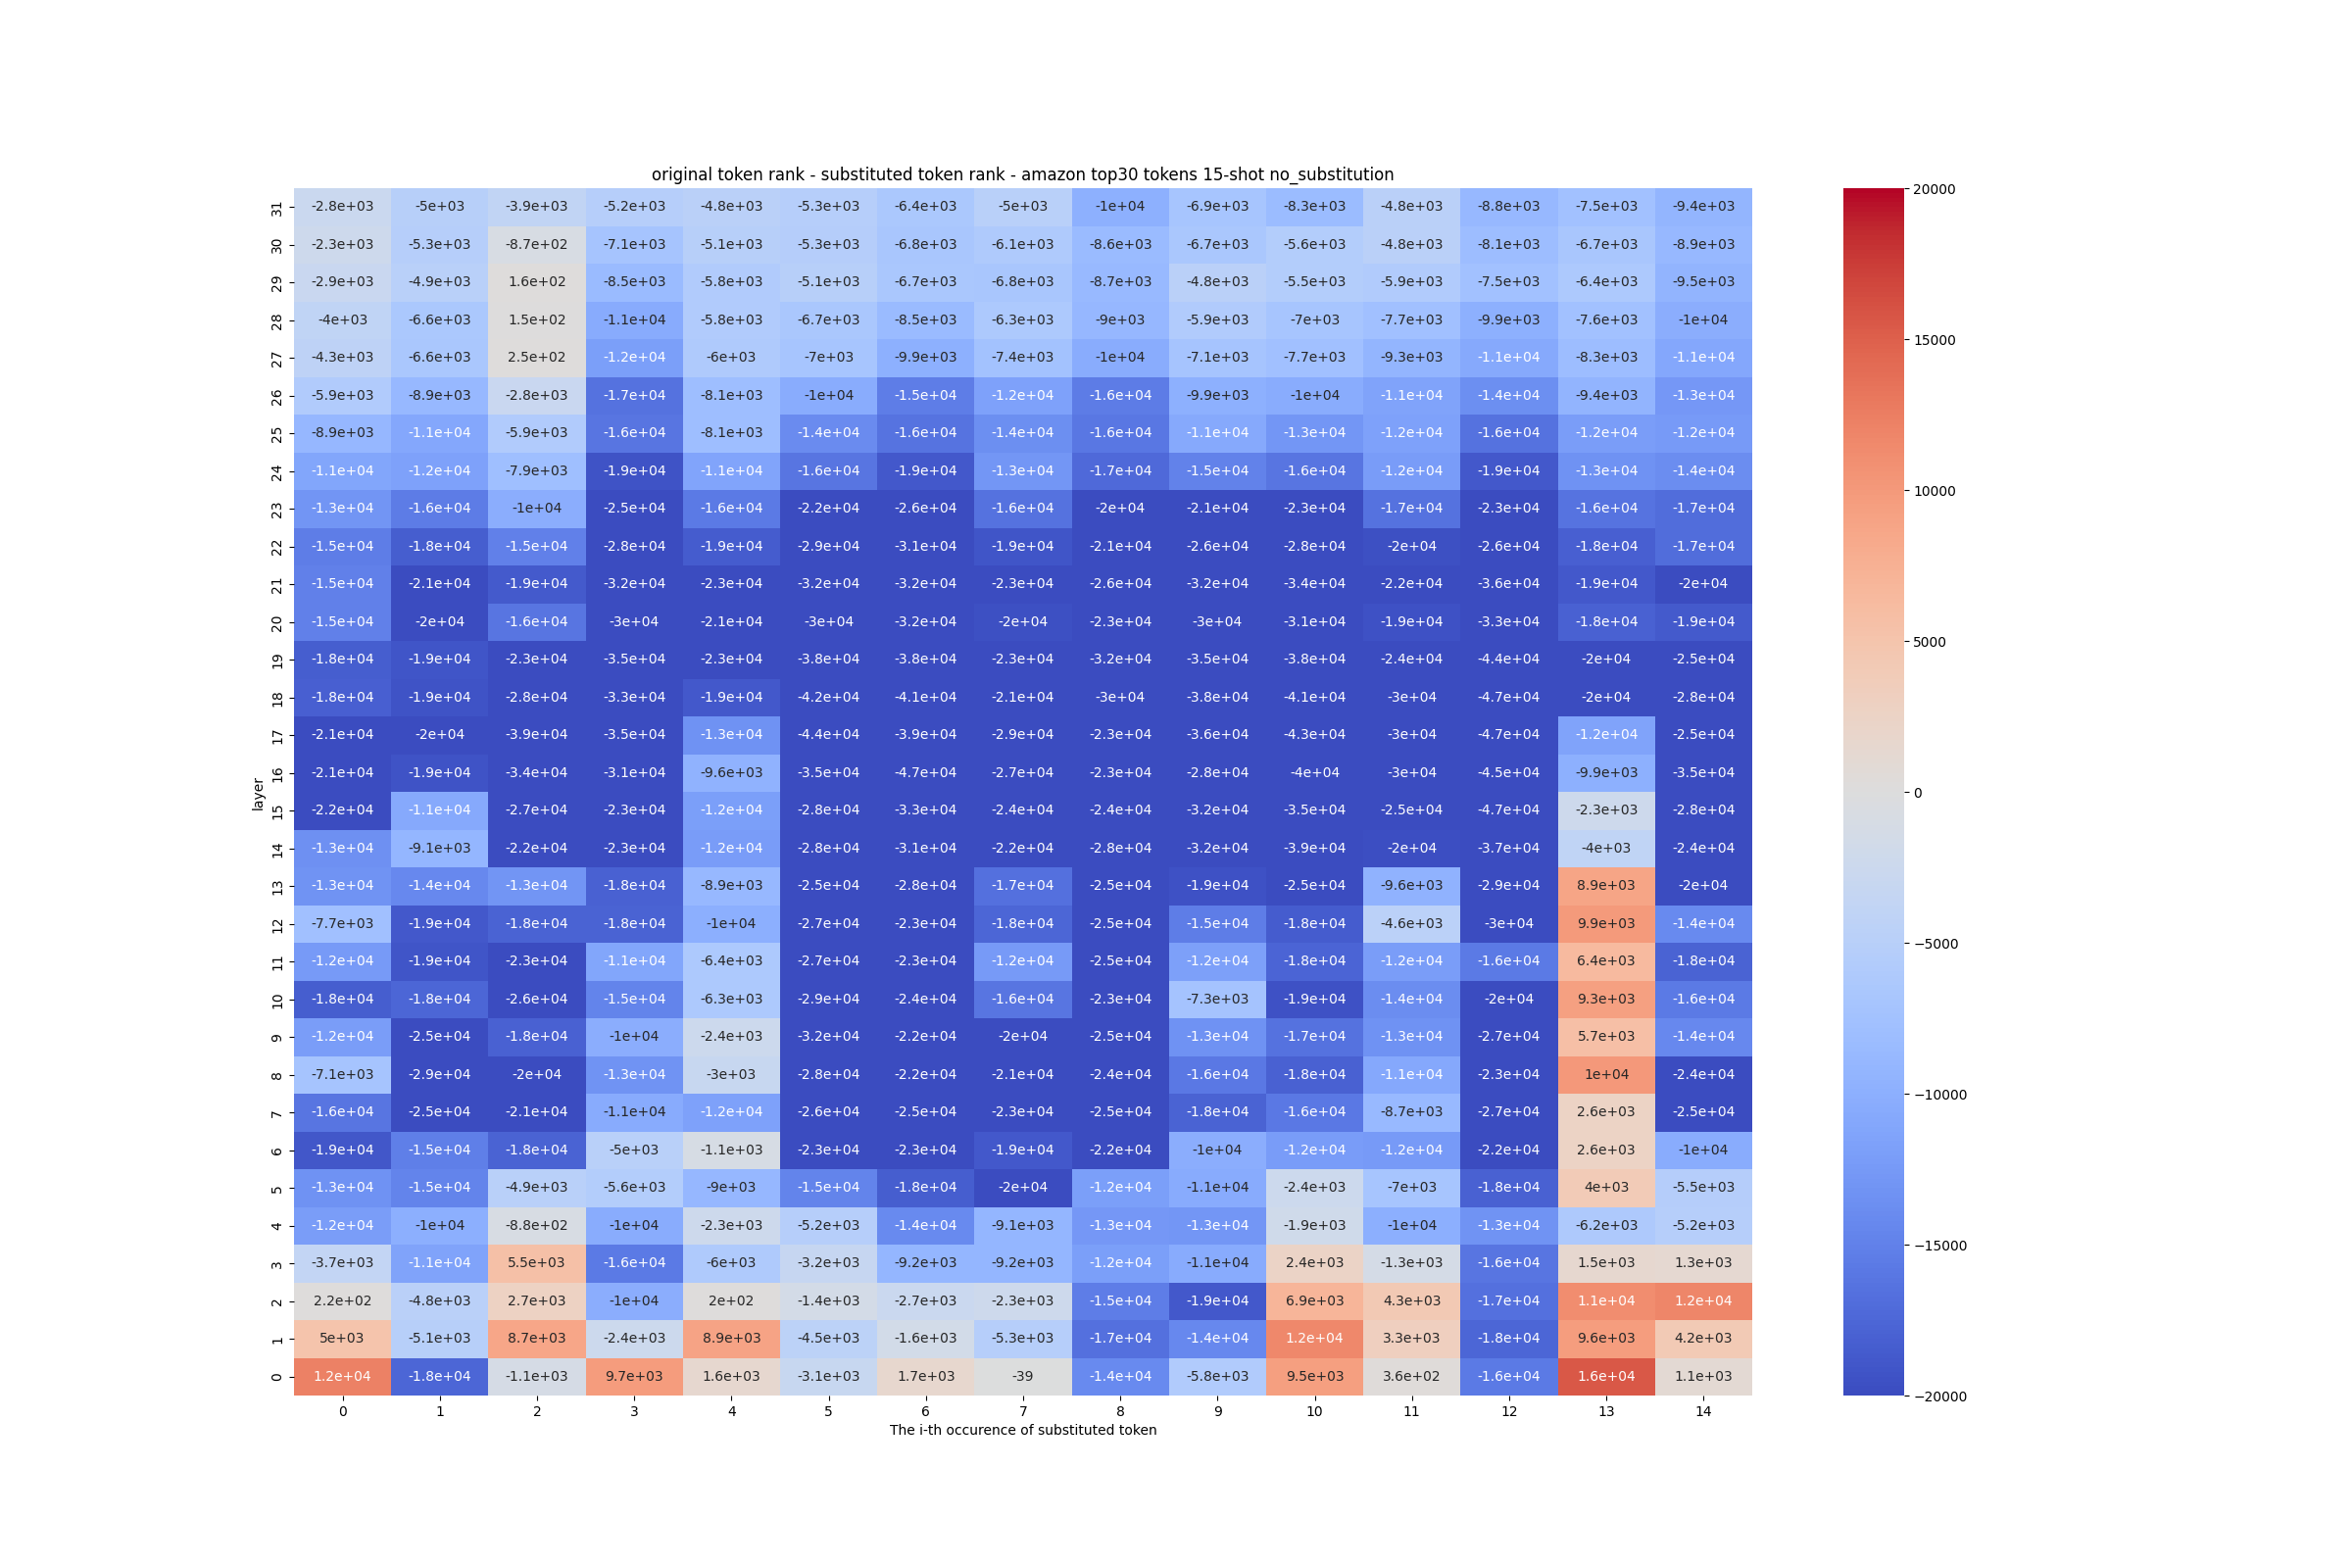 original token rank - substituted token rank - amazon top30 tokens 15-shot no_substitution
31 -2.8e+03 -5e+03 -3.9e+03 -5.2e+03 -4.8e+03 -5.3e+03 -6.4e+03 -5e+03 -1e+04 -6.9e+03 -8.3e+03 -4.8e+03 -8.8e+03 -7.5e+03 -9.4e+03
30 -2.3e+03 -5.3e+03 -8.7e+02 -7.1e+03 -5.1e+03 -5.3e+03 -6.8e+03 -6.1e+03 -8.6e+03 -6.7e+03 -5.6e+03 -4.8e+03 -8.1e+03 -6.7e+03 -8.9e+03
29 -2.9e+03 -4.9e+03 1.6e+02 -8.5e+03 -5.8e+03 -5.1e+03 -6.7e+03 -6.8e+03 -8.7e+03 -4.8e+03 -5.5e+03 -5.9e+03 -7.5e+03 -6.4e+03 -9.5e+03
28 -4e+03 -6.6e+03 1.5e+02 -1.1e+04 -5.8e+03 -6.7e+03 -8.5e+03 -6.3e+03 -9e+03 -5.9e+03 -7e+03 -7.7e+03 -9.9e+03 -7.6e+03 -1e+04
27 -4.3e+03 -6.6e+03 2.5e+02 -1.2e+04 -6e+03 -7e+03 -9.9e+03 -7.4e+03 -1e+04 -7.1e+03 -7.7e+03 -9.3e+03 -1.1e+04 -8.3e+03 -1.1e+04
26 -5.9e+03 -8.9e+03 -2.8e+03 -1.7e+04 -8.1e+03 -1e+04 -1.5e+04 -1.2e+04 -1.6e+04 -9.9e+03 -1e+04 -1.1e+04 -1.4e+04 -9.4e+03 -1.3e+04
25 -8.9e+03 -1.1e+04 -5.9e+03 -1.6e+04 -8.1e+03 -1.4e+04 -1.6e+04 -1.4e+04 -1.6e+04 -1.1e+04 -1.3e+04 -1.2e+04 -1.6e+04 -1.2e+04 -1.2e+04
24 -1.1e+04 -1.2e+04 -7.9e+03 -1.9e+04 -1.1e+04 -1.6e+04 -1.9e+04 -1.3e+04 -1.7e+04 -1.5e+04 -1.6e+04 -1.2e+04 -1.9e+04 -1.3e+04 -1.4e+04
23 -1.3e+04 -1.6e+04 -1e+04 -2.5e+04 -1.6e+04 -2.2e+04 -2.6e+04 -1.6e+04 -2e+04 -2.1e+04 -2.3e+04 -1.7e+04 -2.3e+04 -1.6e+04 -1.7e+04
22 -1.5e+04 -1.8e+04 -1.5e+04 -2.8e+04 -1.9e+04 -2.9e+04 -3.1e+04 -1.9e+04 -2.1e+04 -2.6e+04 -2.8e+04 -2e+04 -2.6e+04 -1.8e+04 -1.7e+04
21 -1.5e+04 -2.1e+04 -1.9e+04 -3.2e+04 -2.3e+04 -3.2e+04 -3.2e+04 -2.3e+04 -2.6e+04 -3.2e+04 -3.4e+04 -2.2e+04 -3.6e+04 -1.9e+04 -2e+04
20 -1.5e+04 -2e+04 -1.6e+04 -3e+04 -2.1e+04 -3e+04 -3.2e+04 -2e+04 -2.3e+04 -3e+04 -3.1e+04 -1.9e+04 -3.3e+04 -1.8e+04 -1.9e+04
19 -1.8e+04 -1.9e+04 -2.3e+04 -3.5e+04 -2.3e+04 -3.8e+04 -3.8e+04 -2.3e+04 -3.2e+04 -3.5e+04 -3.8e+04 -2.4e+04 -4.4e+04 -2e+04 -2.5e+04
18 -1.8e+04 -1.9e+04 -2.8e+04 -3.3e+04 -1.9e+04 -4.2e+04 -4.1e+04 -2.1e+04 -3e+04 -3.8e+04 -4.1e+04 -3e+04 -4.7e+04 -2e+04 -2.8e+04
17 -2.1e+04 -2e+04 -3.9e+04 -3.5e+04 -1.3e+04 -4.4e+04 -3.9e+04 -2.9e+04 -2.3e+04 -3.6e+04 -4.3e+04 -3e+04 -4.7e+04 -1.2e+04 -2.5e+04
16 -2.1e+04 -1.9e+04 -3.4e+04 -3.1e+04 -9.6e+03 -3.5e+04 -4.7e+04 -2.7e+04 -2.3e+04 -2.8e+04 -4e+04 -3e+04 -4.5e+04 -9.9e+03 -3.5e+04
15 -2.2e+04 -1.1e+04 -2.7e+04 -2.3e+04 -1.2e+04 -2.8e+04 -3.3e+04 -2.4e+04 -2.4e+04 -3.2e+04 -3.5e+04 -2.5e+04 -4.7e+04 -2.3e+03 -2.8e+04
14 -1.3e+04 -9.1e+03 -2.2e+04 -2.3e+04 -1.2e+04 -2.8e+04 -3.1e+04 -2.2e+04 -2.8e+04 -3.2e+04 -3.9e+04 -2e+04 -3.7e+04 -4e+03 -2.4e+04
13 -1.3e+04 -1.4e+04 -1.3e+04 -1.8e+04 -8.9e+03 -2.5e+04 -2.8e+04 -1.7e+04 -2.5e+04 -1.9e+04 -2.5e+04 -9.6e+03 -2.9e+04 8.9e+03 -2e+04
12 -7.7e+03 -1.9e+04 -1.8e+04 -1.8e+04 -1e+04 -2.7e+04 -2.3e+04 -1.8e+04 -2.5e+04 -1.5e+04 -1.8e+04 -4.6e+03 -3e+04 9.9e+03 -1.4e+04
11 -1.2e+04 -1.9e+04 -2.3e+04 -1.1e+04 -6.4e+03 -2.7e+04 -2.3e+04 -1.2e+04 -2.5e+04 -1.2e+04 -1.8e+04 -1.2e+04 -1.6e+04 6.4e+03 -1.8e+04
10 -1.8e+04 -1.8e+04 -2.6e+04 -1.5e+04 -6.3e+03 -2.9e+04 -2.4e+04 -1.6e+04 -2.3e+04 -7.3e+03 -1.9e+04 -1.4e+04 -2e+04 9.3e+03 -1.6e+04
9 -1.2e+04 -2.5e+04 -1.8e+04 -1e+04 -2.4e+03 -3.2e+04 -2.2e+04 -2e+04 -2.5e+04 -1.3e+04 -1.7e+04 -1.3e+04 -2.7e+04 5.7e+03 -1.4e+04
8 -7.1e+03 -2.9e+04 -2e+04 -1.3e+04 -3e+03 -2.8e+04 -2.2e+04 -2.1e+04 -2.4e+04 -1.6e+04 -1.8e+04 -1.1e+04 -2.3e+04 1e+04 -2.4e+04
7 -1.6e+04 -2.5e+04 -2.1e+04 -1.1e+04 -1.2e+04 -2.6e+04 -2.5e+04 -2.3e+04 -2.5e+04 -1.8e+04 -1.6e+04 -8.7e+03 -2.7e+04 2.6e+03 -2.5e+04
6 -1.9e+04 -1.5e+04 -1.8e+04 -5e+03 -1.1e+03 -2.3e+04 -2.3e+04 -1.9e+04 -2.2e+04 -1e+04 -1.2e+04 -1.2e+04 -2.2e+04 2.6e+03 -1e+04
5 -1.3e+04 -1.5e+04 -4.9e+03 -5.6e+03 -9e+03 -1.5e+04 -1.8e+04 -2e+04 -1.2e+04 -1.1e+04 -2.4e+03 -7e+03 -1.8e+04 4e+03 -5.5e+03
4 -1.2e+04 -1e+04 -8.8e+02 -1e+04 -2.3e+03 -5.2e+03 -1.4e+04 -9.1e+03 -1.3e+04 -1.3e+04 -1.9e+03 -1e+04 -1.3e+04 -6.2e+03 -5.2e+03
3 -3.7e+03 -1.1e+04 5.5e+03 -1.6e+04 -6e+03 -3.2e+03 -9.2e+03 -9.2e+03 -1.2e+04 -1.1e+04 2.4e+03 -1.3e+03 -1.6e+04 1.5e+03 1.3e+03
2 2.2e+02 -4.8e+03 2.7e+03 -1e+04 2e+02 -1.4e+03 -2.7e+03 -2.3e+03 -1.5e+04 -1.9e+04 6.9e+03 4.3e+03 -1.7e+04 1.1e+04 1.2e+04
1 5e+03 -5.1e+03 8.7e+03 -2.4e+03 8.9e+03 -4.5e+03 -1.6e+03 -5.3e+03 -1.7e+04 -1.4e+04 1.2e+04 3.3e+03 -1.8e+04 9.6e+03 4.2e+03
0 1.2e+04 -1.8e+04 -1.1e+03 9.7e+03 1.6e+03 -3.1e+03 1.7e+03 -39 -1.4e+04 -5.8e+03 9.5e+03 3.6e+02 -1.6e+04 1.6e+04 1.1e+03
0 1 2 3 4 5 6 7 8 9 10 11 12 13 14
The i-th occurence of substituted token
layer
20000
15000
10000
5000
0
−5000
−10000
−15000
−20000